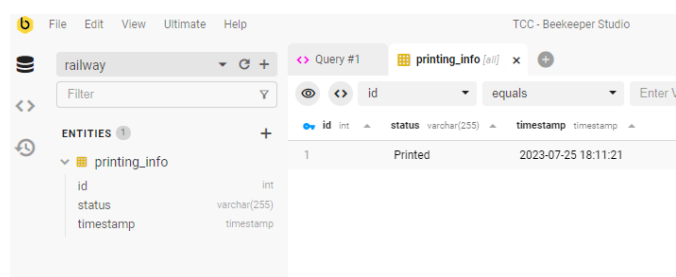 File Edit View Ultimate Help TCC - Beekeeper Studio
railway
Filter
ENTITIES 1
printing_info
id int
status varchar(255)
timestamp timestamp
Query #1 printing_info [all]
id equals Enter V
id int status varchar(255) timestamp timestamp
1 Printed 2023-07-25 18:11:21